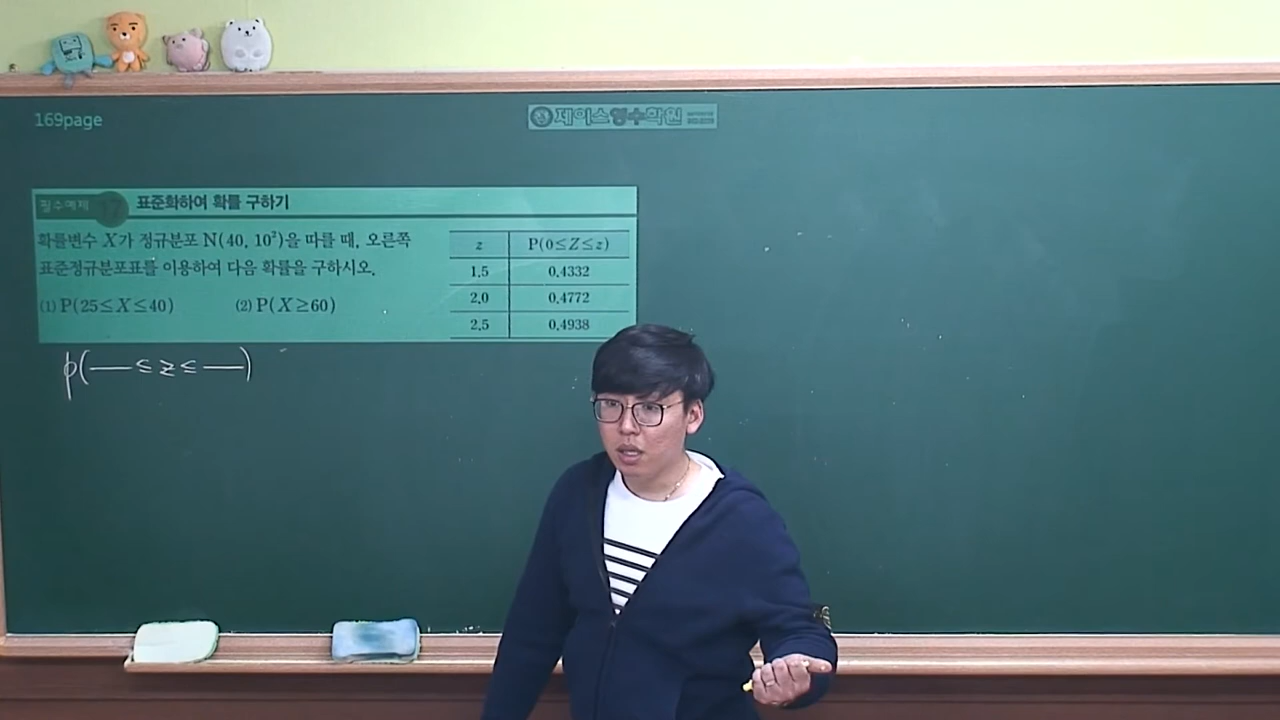 169page
제이스영수학원
필수예제 17 표준화하여 확률 구하기
확률변수 X가 정규분포 N(40, 10²)을 따를 때, 오른쪽
표준정규분포표를 이용하여 다음 확률을 구하시오.
(1) P(25≤X≤40) (2) P(X≥60)
z P(0≤Z≤z)
1.5 0.4332
2.0 0.4772
2.5 0.4938
p(—≤z≤—)